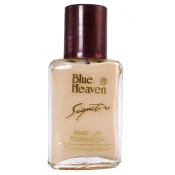 Blue ®
Heaven
Signature
MAKE-UP
FOUNDATION